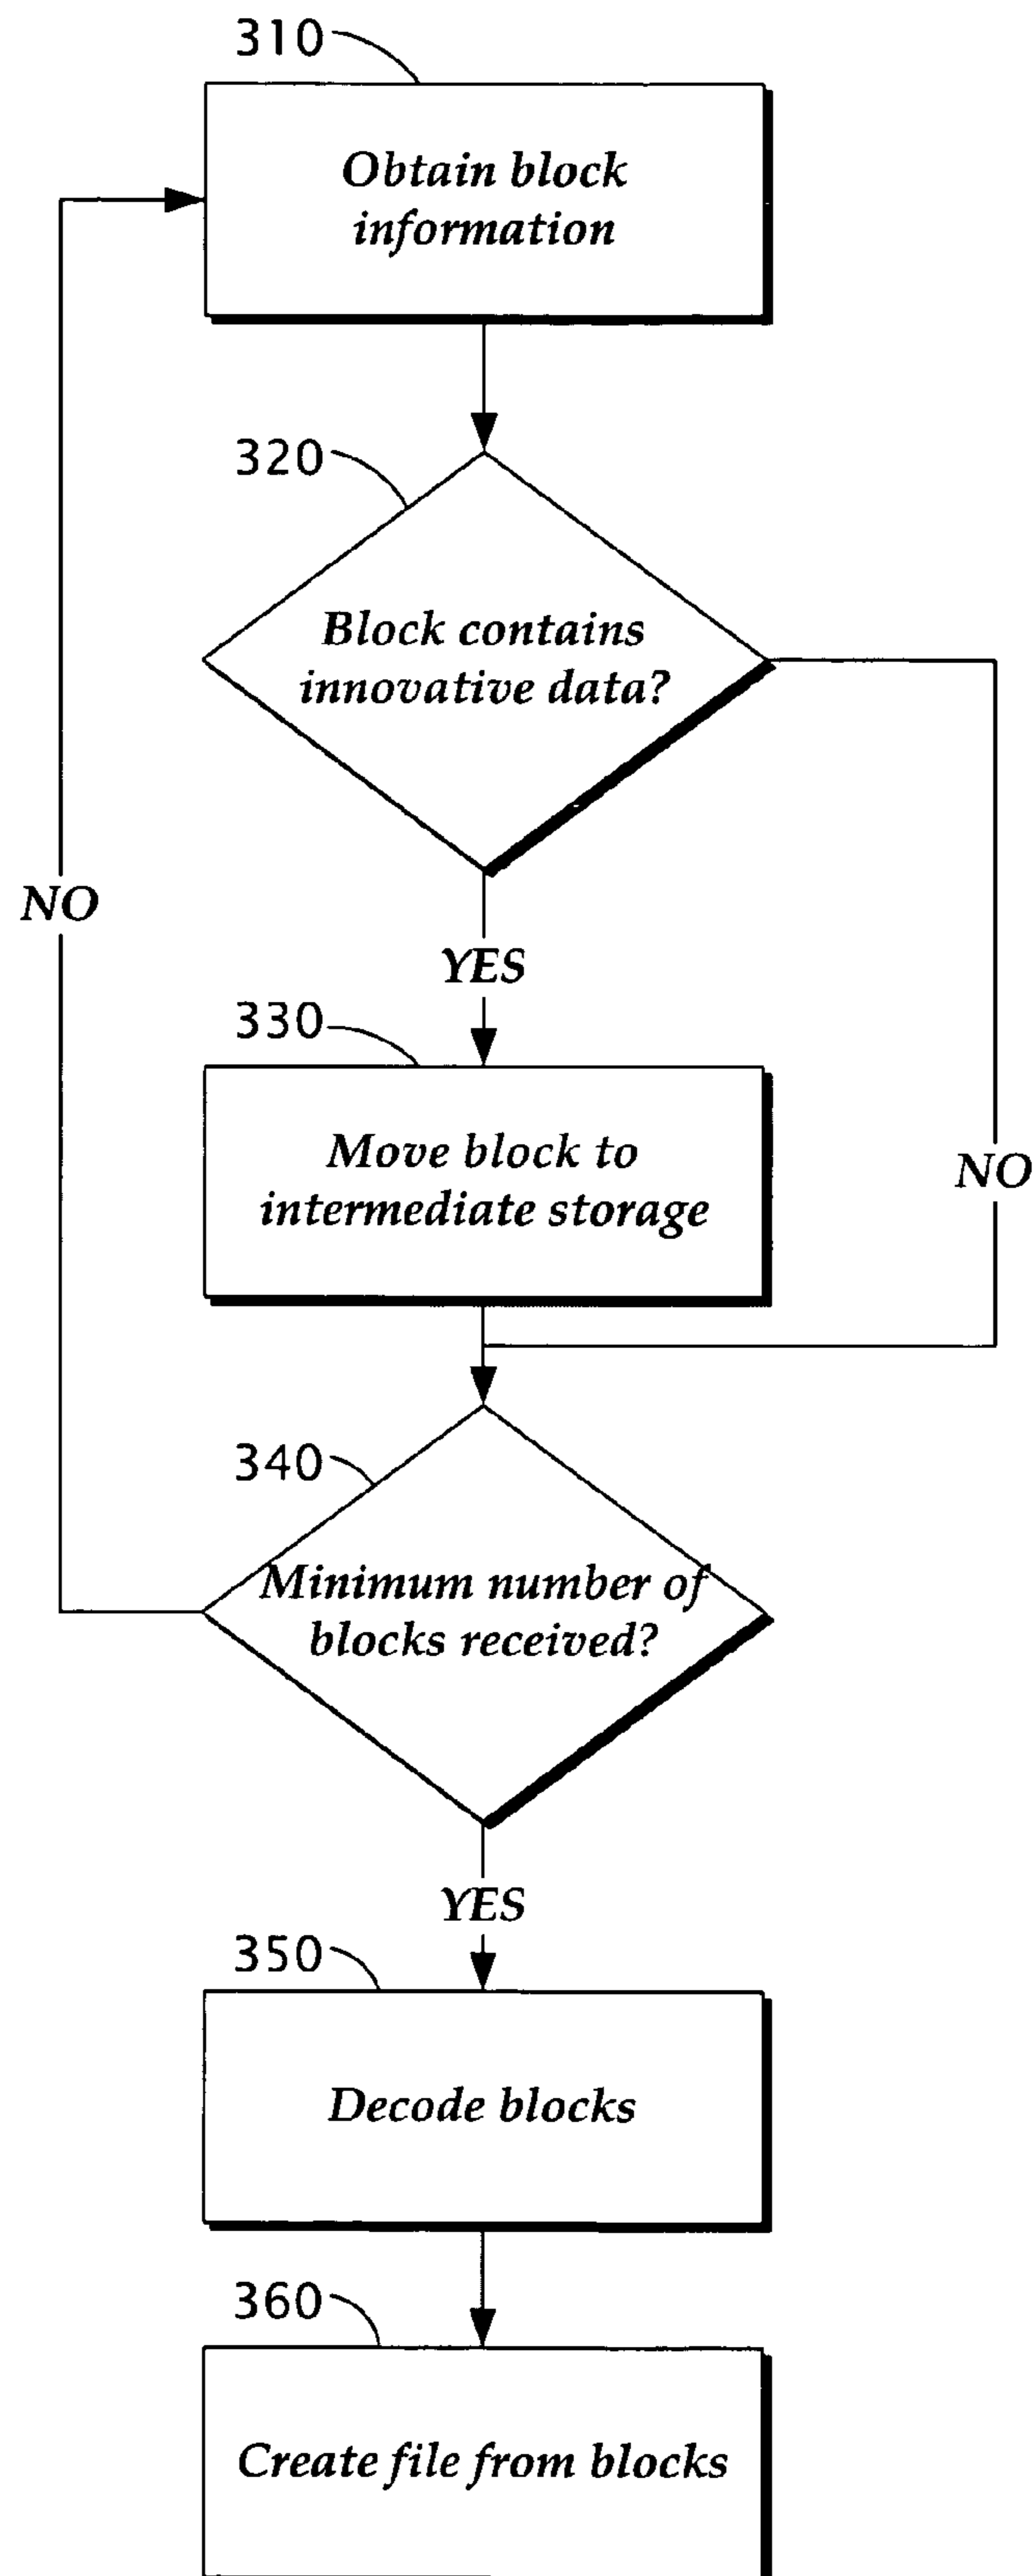 310
Obtain block
information
320
Block contains
innovative data?
NO
YES
330
Move block to
intermediate storage
NO
340
Minimum number of
blocks received?
YES
350
Decode blocks
360
Create file from blocks